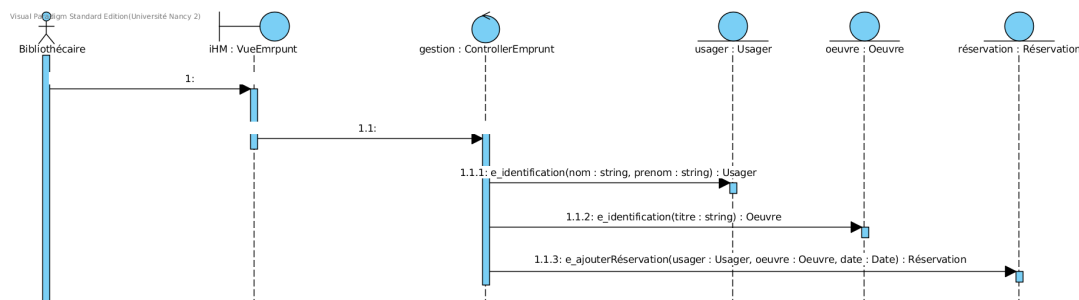 Visual Paradigm Standard Edition(Université Nancy 2)
Bibliothécaire
iHM : VueEmrpunt
gestion : ControllerEmprunt
usager : Usager
oeuvre : Oeuvre
réservation : Réservation
1:
1.1:
1.1.1: e_identification(nom : string, prenom : string) : Usager
1.1.2: e_identification(titre : string) : Oeuvre
1.1.3: e_ajouterRéservation(usager : Usager, oeuvre : Oeuvre, date : Date) : Réservation